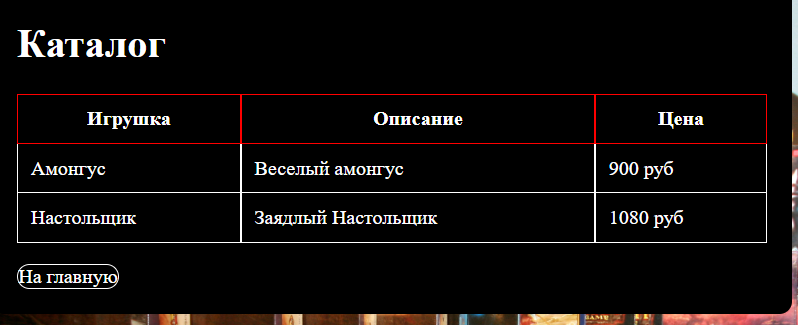 Каталог
Игрушка Описание Цена
Амонгус Веселый амонгус 900 руб
Настольщик Заядлый Настольщик 1080 руб
На главную